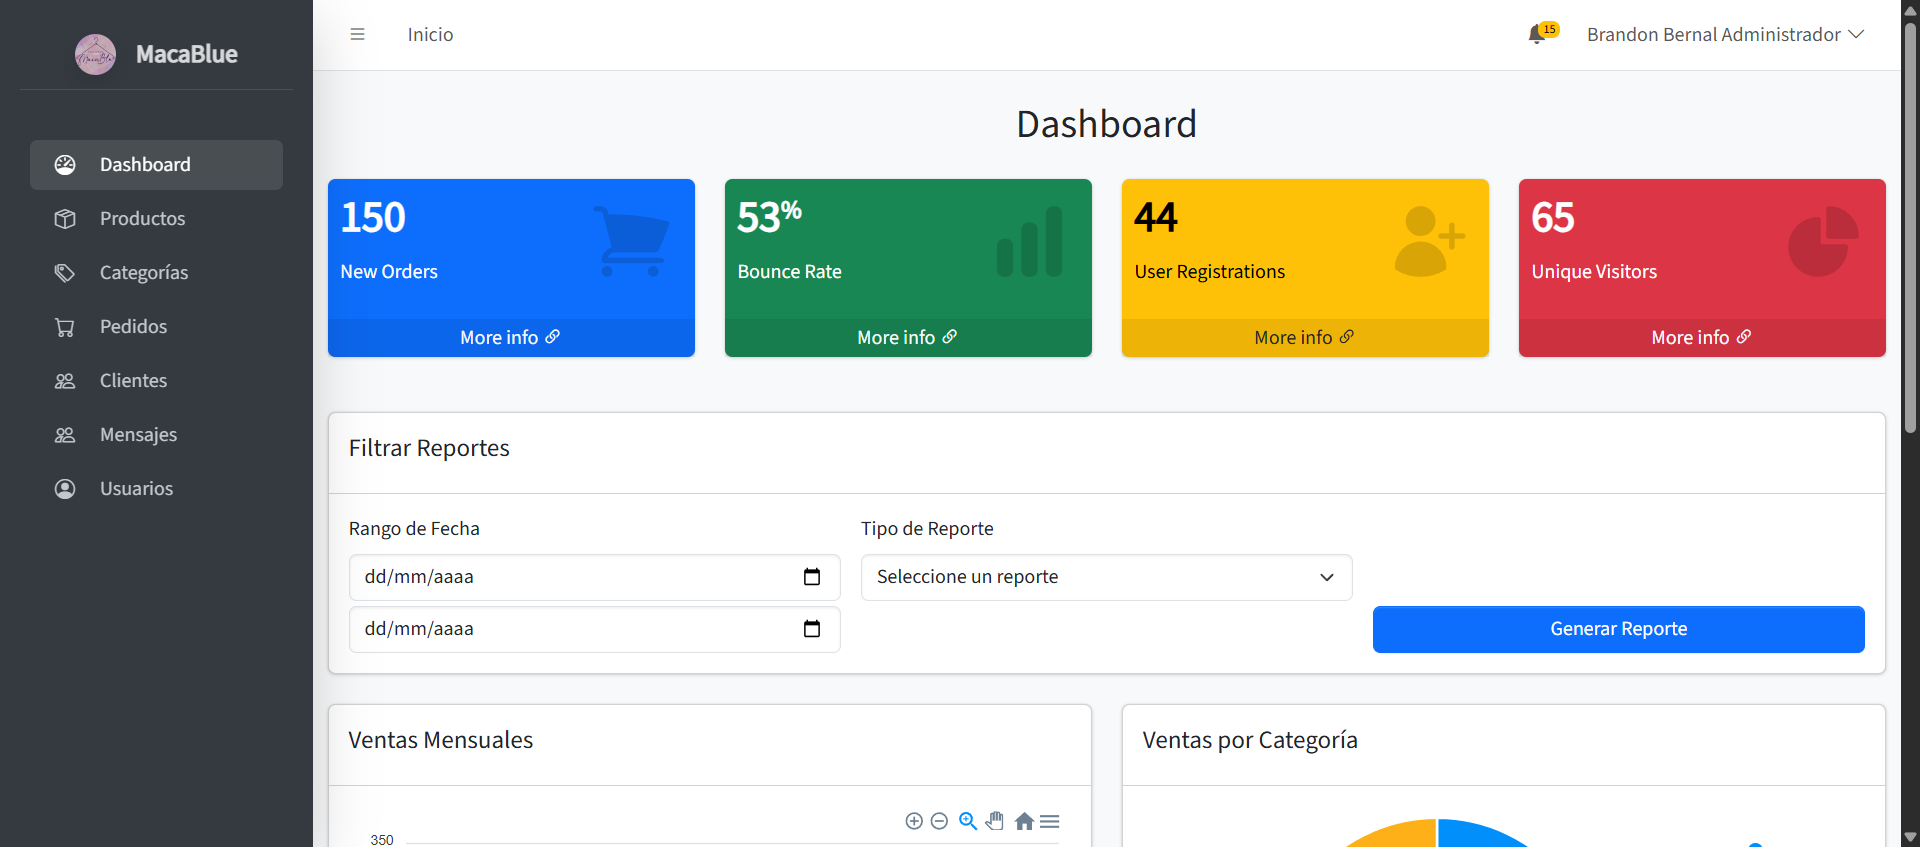 MacaBlue
Inicio
15
Brandon Bernal Administrador
Dashboard
Productos
Categorías
Pedidos
Clientes
Mensajes
Usuarios
Dashboard
150
New Orders
More info
53%
Bounce Rate
More info
44
User Registrations
More info
65
Unique Visitors
More info
Filtrar Reportes
Rango de Fecha
dd/mm/aaaa
dd/mm/aaaa
Tipo de Reporte
Seleccione un reporte
Generar Reporte
Ventas Mensuales
350
Ventas por Categoría